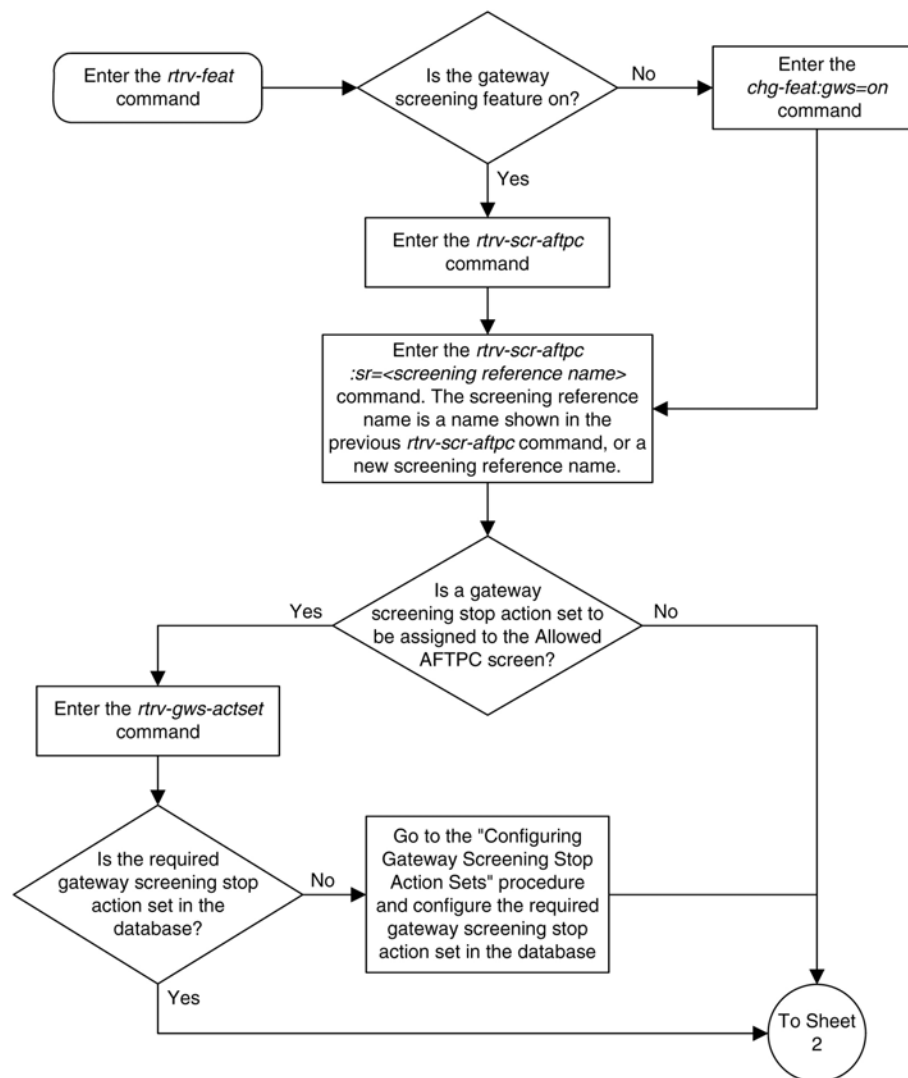 Enter the rtrv-feat
command
Is the gateway
screening feature on?
No
Enter the
chg-feat:gws=on
command
Yes
Enter the rtrv-scr-aftpc
command
Enter the rtrv-scr-aftpc
:sr=<screening reference name>
command. The screening reference
name is a name shown in the
previous rtrv-scr-aftpc command, or a
new screening reference name.
Is a gateway
screening stop action set to
be assigned to the Allowed
AFTPC screen?
Yes
No
Enter the rtrv-gws-actset
command
Is the required
gateway screening stop
action set in the
database?
No
Go to the "Configuring
Gateway Screening Stop
Action Sets" procedure
and configure the required
gateway screening stop
action set in the database
Yes
To Sheet
2